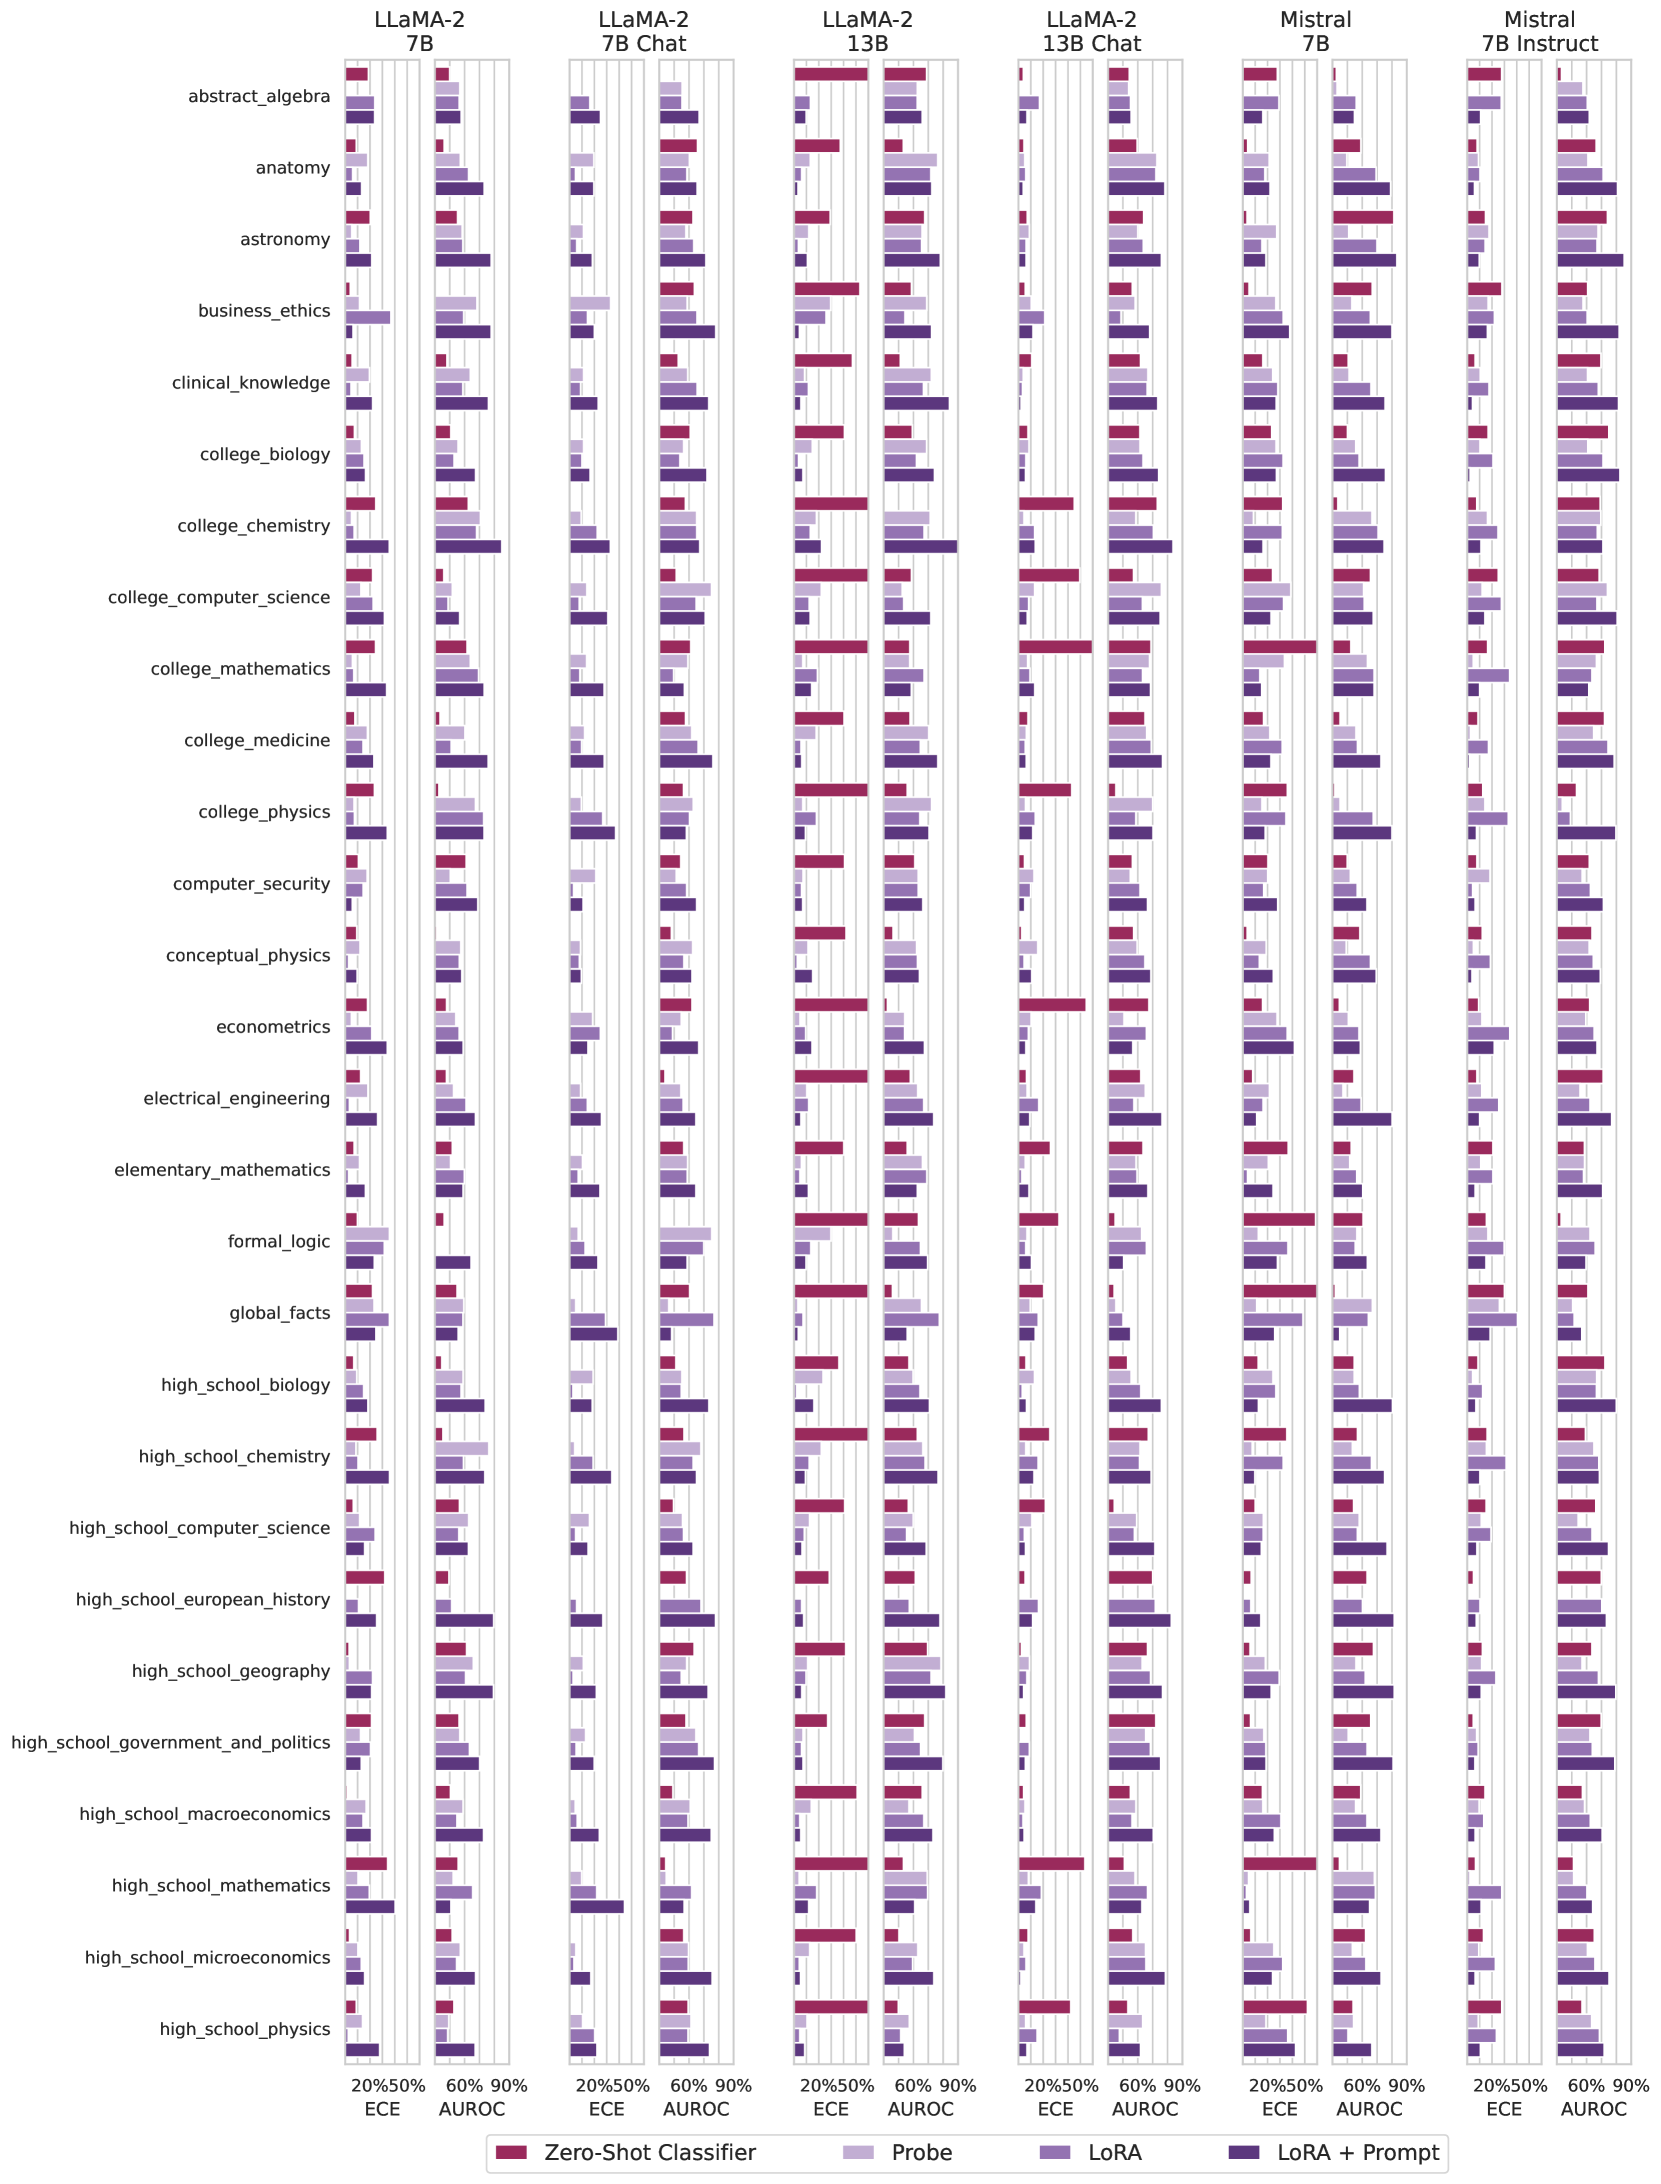 LLaMA-2
7B
LLaMA-2
7B Chat
LLaMA-2
13B
LLaMA-2
13B Chat
Mistral
7B
Mistral
7B Instruct
abstract_algebra
anatomy
astronomy
business_ethics
clinical_knowledge
college_biology
college_chemistry
college_computer_science
college_mathematics
college_medicine
college_physics
computer_security
conceptual_physics
econometrics
electrical_engineering
elementary_mathematics
formal_logic
global_facts
high_school_biology
high_school_chemistry
high_school_computer_science
high_school_european_history
high_school_geography
high_school_government_and_politics
high_school_macroeconomics
high_school_mathematics
high_school_microeconomics
high_school_physics
20%50% 60% 90% 20%50% 60% 90% 20%50% 60% 90% 20%50% 60% 90% 20%50% 60% 90% 20%50% 60% 90%
ECE AUROC ECE AUROC ECE AUROC ECE AUROC ECE AUROC ECE AUROC
Zero-Shot Classifier Probe LoRA LoRA + Prompt